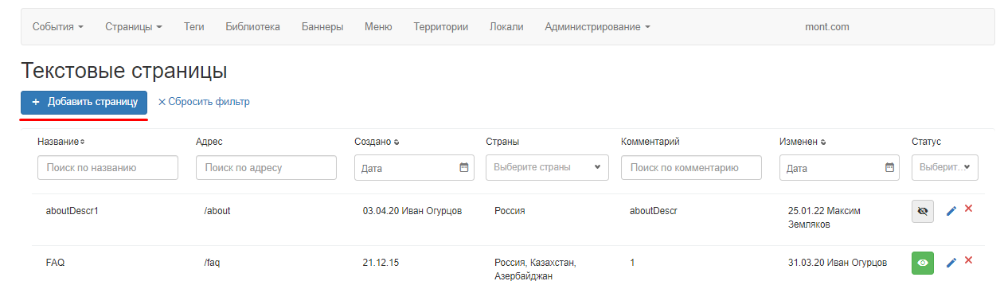 События Страницы Теги Библиотека Баннеры Меню Территории Локали Администрирование mont.com
Текстовые страницы
+ Добавить страницу × Сбросить фильтр
Название Адрес Создано Страны Комментарий Изменен Статус
Поиск по названию Поиск по адресу Дата Выберите страны Поиск по комментарию Дата Выберит...
aboutDescr1 /about 03.04.20 Иван Огурцов Россия aboutDescr 25.01.22 Максим
Земляков
FAQ /faq 21.12.15 Россия, Казахстан, 1 31.03.20 Иван Огурцов
Азербайджан